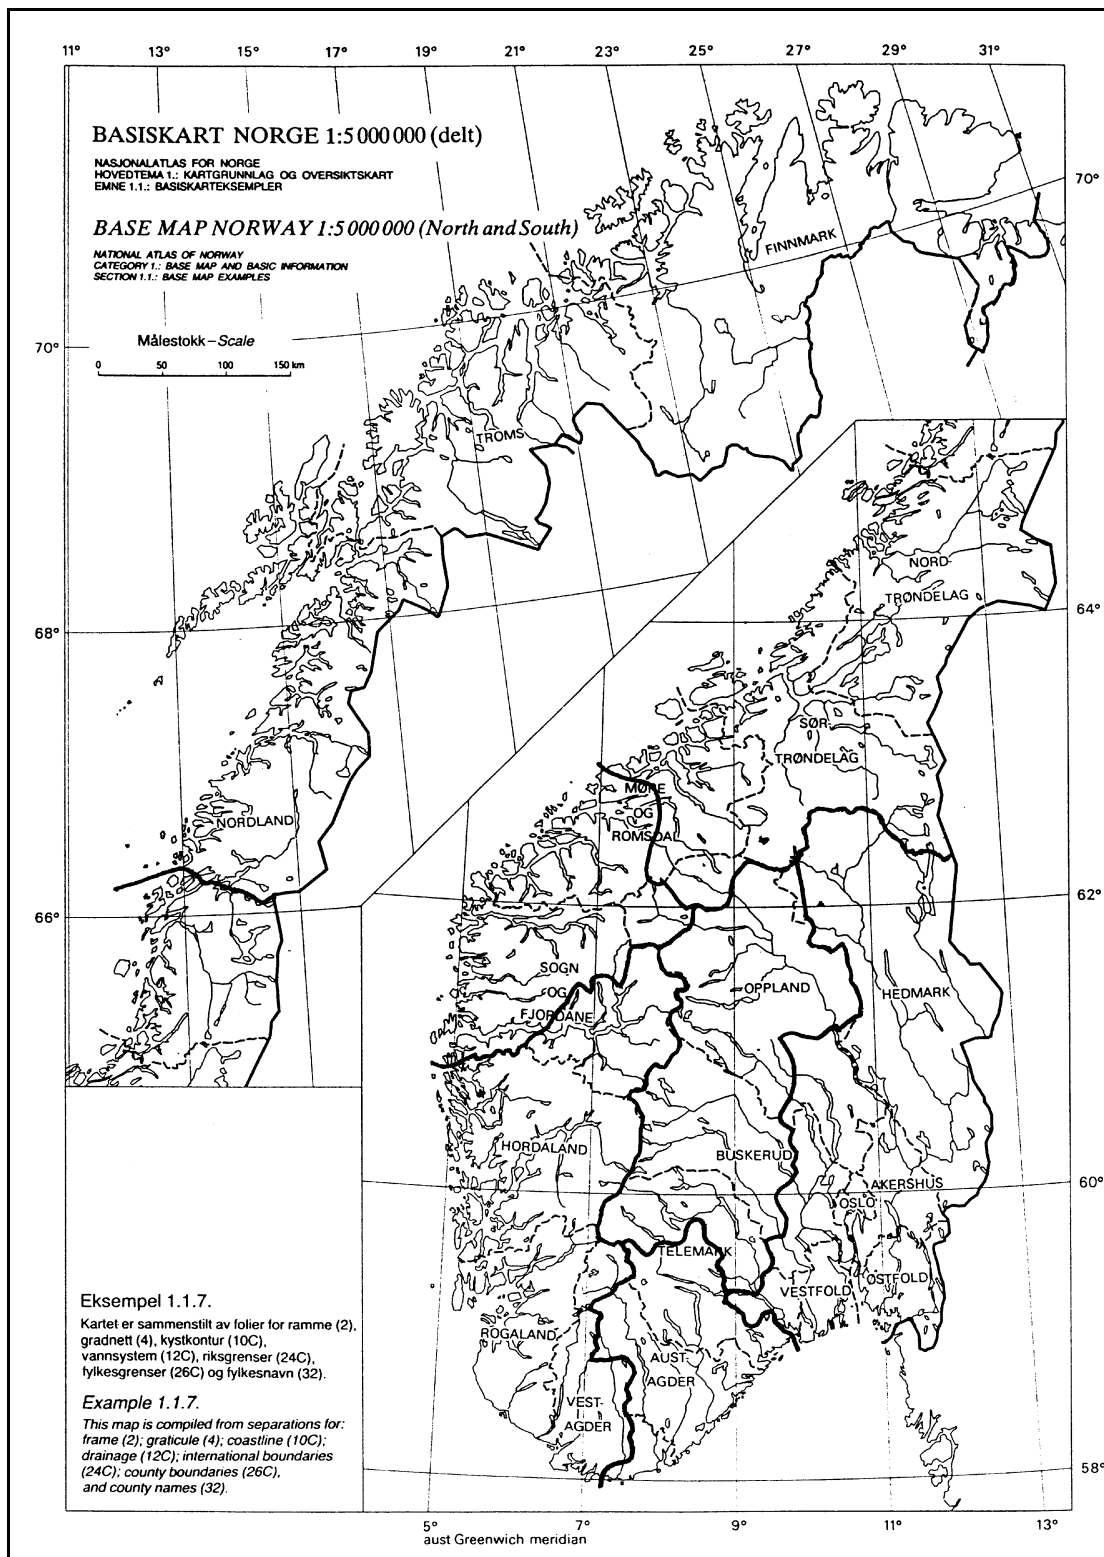 11° 13° 15° 17° 19° 21° 23° 25° 27° 29° 31°
BASISKART NORGE 1:5 000 000 (delt)
NASJONALATLAS FOR NORGE
HOVEDTEMA 1.: KARTGRUNNLAG OG OVERSIKTSKART
EMNE 1.1.: BASISKARTEKSEMPLER
BASE MAP NORWAY 1:5 000 000 (North and South)
NATIONAL ATLAS OF NORWAY
CATEGORY 1.: BASE MAP AND BASIC INFORMATION
SECTION 1.1.: BASE MAP EXAMPLES
70°
FINNMARK
Målestokk – Scale
0 50 100 150 km
70°
TROMS
NORD-
TRØNDELAG
64°
68°
SØR-
TRØNDELAG
MØRE
OG
ROMSDAL
NORDLAND
62°
66°
SOGN
OG
FJORDANE
OPPLAND
HEDMARK
HORDALAND
BUSKERUD
AKERSHUS
60°
OSLO
TELEMARK
VESTFOLD
ØSTFOLD
ROGALAND
AUST-
AGDER
VEST-
AGDER
Eksempel 1.1.7.
Kartet er sammenstilt av folier for ramme (2),
gradnett (4), kystkontur (10C),
vannsystem (12C), riksgrenser (24C),
fylkesgrenser (26C) og fylkesnavn (32).
Example 1.1.7.
This map is compiled from separations for:
frame (2); graticule (4); coastline (10C);
drainage (12C); international boundaries
(24C); county boundaries (26C),
and county names (32).
58°
5° 7° 9° 11° 13°
aust Greenwich meridian